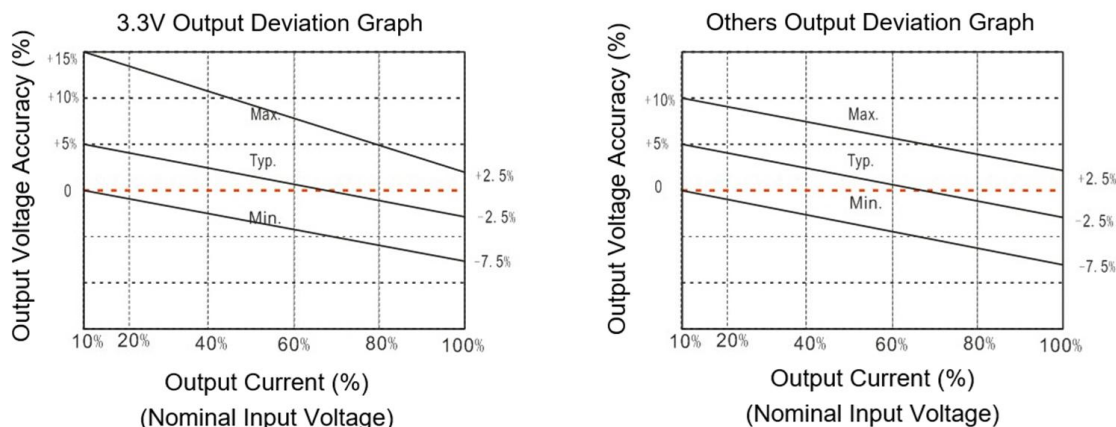 3.3V Output Deviation Graph
Output Voltage Accuracy (%)
+15%
+10%
+5%
0
Max.
Typ.
Min.
+2.5%
-2.5%
-7.5%
10% 20% 40% 60% 80% 100%
Output Current (%)
(Nominal Input Voltage)
Others Output Deviation Graph
Output Voltage Accuracy (%)
+10%
+5%
0
Max.
Typ.
Min.
+2.5%
-2.5%
-7.5%
10% 20% 40% 60% 80% 100%
Output Current (%)
(Nominal Input Voltage)